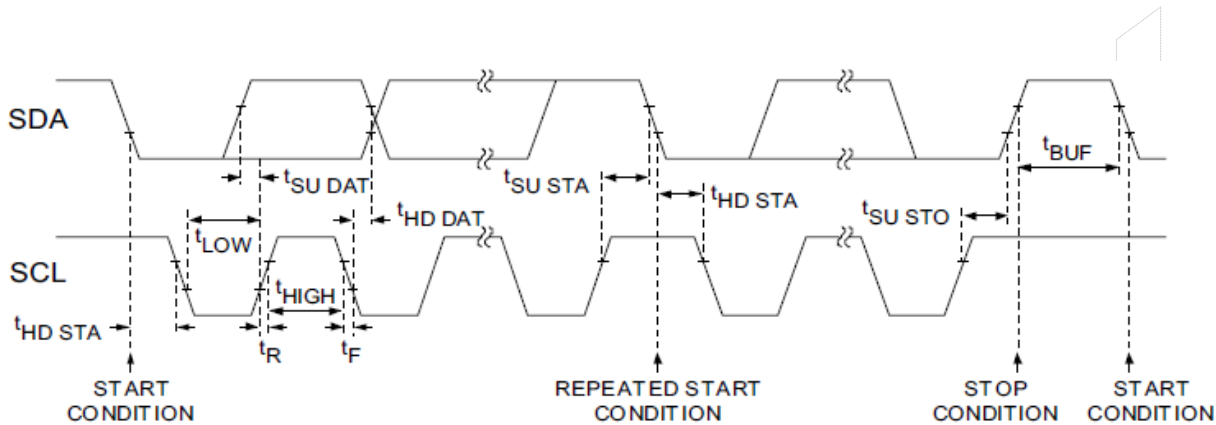 SDA
tSU DAT
tHD DAT
tSU STA
tHD STA
tBUF
tSU STO
tLOW
SCL
tHIGH
tHD STA
tR
tF
START
CONDITION
REPEATED START
CONDITION
STOP
CONDITION
START
CONDITION